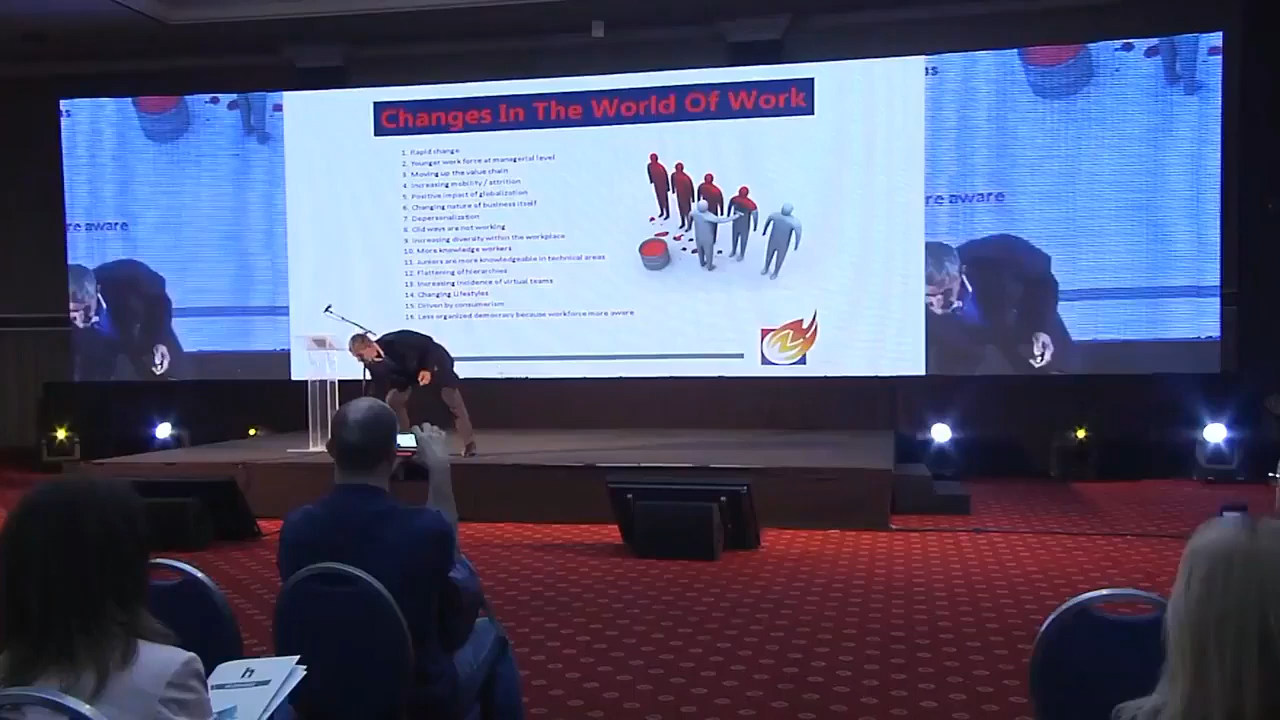 Changes In The World Of Work
1. Rapid change
2. Younger work force at managerial level
3. Moving up the value chain
4. Increasing mobility / attrition
5. Positive impact of globalization
6. Changing nature of business itself
7. Depersonalization
8. Old ways are not working
9. Increasing diversity within the workplace
10. More knowledge workers
11. Juniors are more knowledgeable in technical areas
12. Flattening of hierarchies
13. Increasing incidence of virtual teams
14. Changing Lifestyles
15. Driven by consumerism
16. Less organized democracy because workforce more aware
re aware
as
re aware